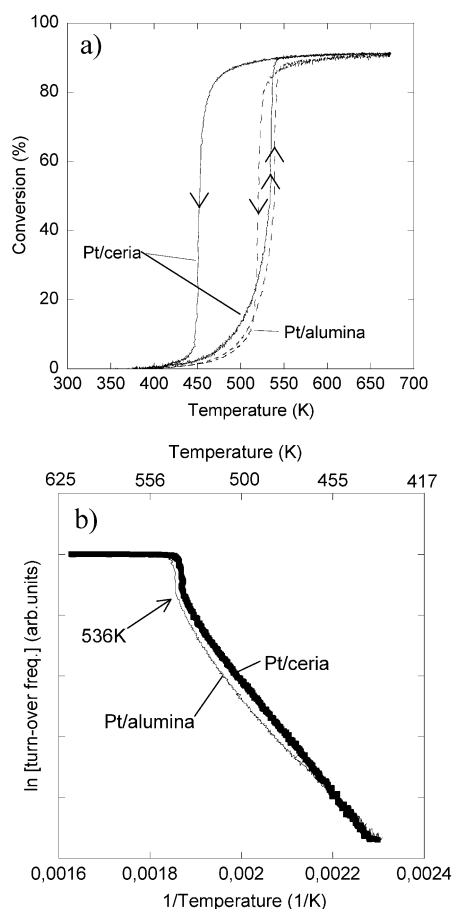 a)
100
80
60
40
20
0
Conversion (%)
Pt/ceria
Pt/alumina
300 350 400 450 500 550 600 650 700
Temperature (K)
Temperature (K)
625 556 500 455 417
b)
536K
Pt/ceria
Pt/alumina
ln [turn-over freq.] (arb.units)
0,0016 0,0018 0,002 0,0022 0,0024
1/Temperature (1/K)